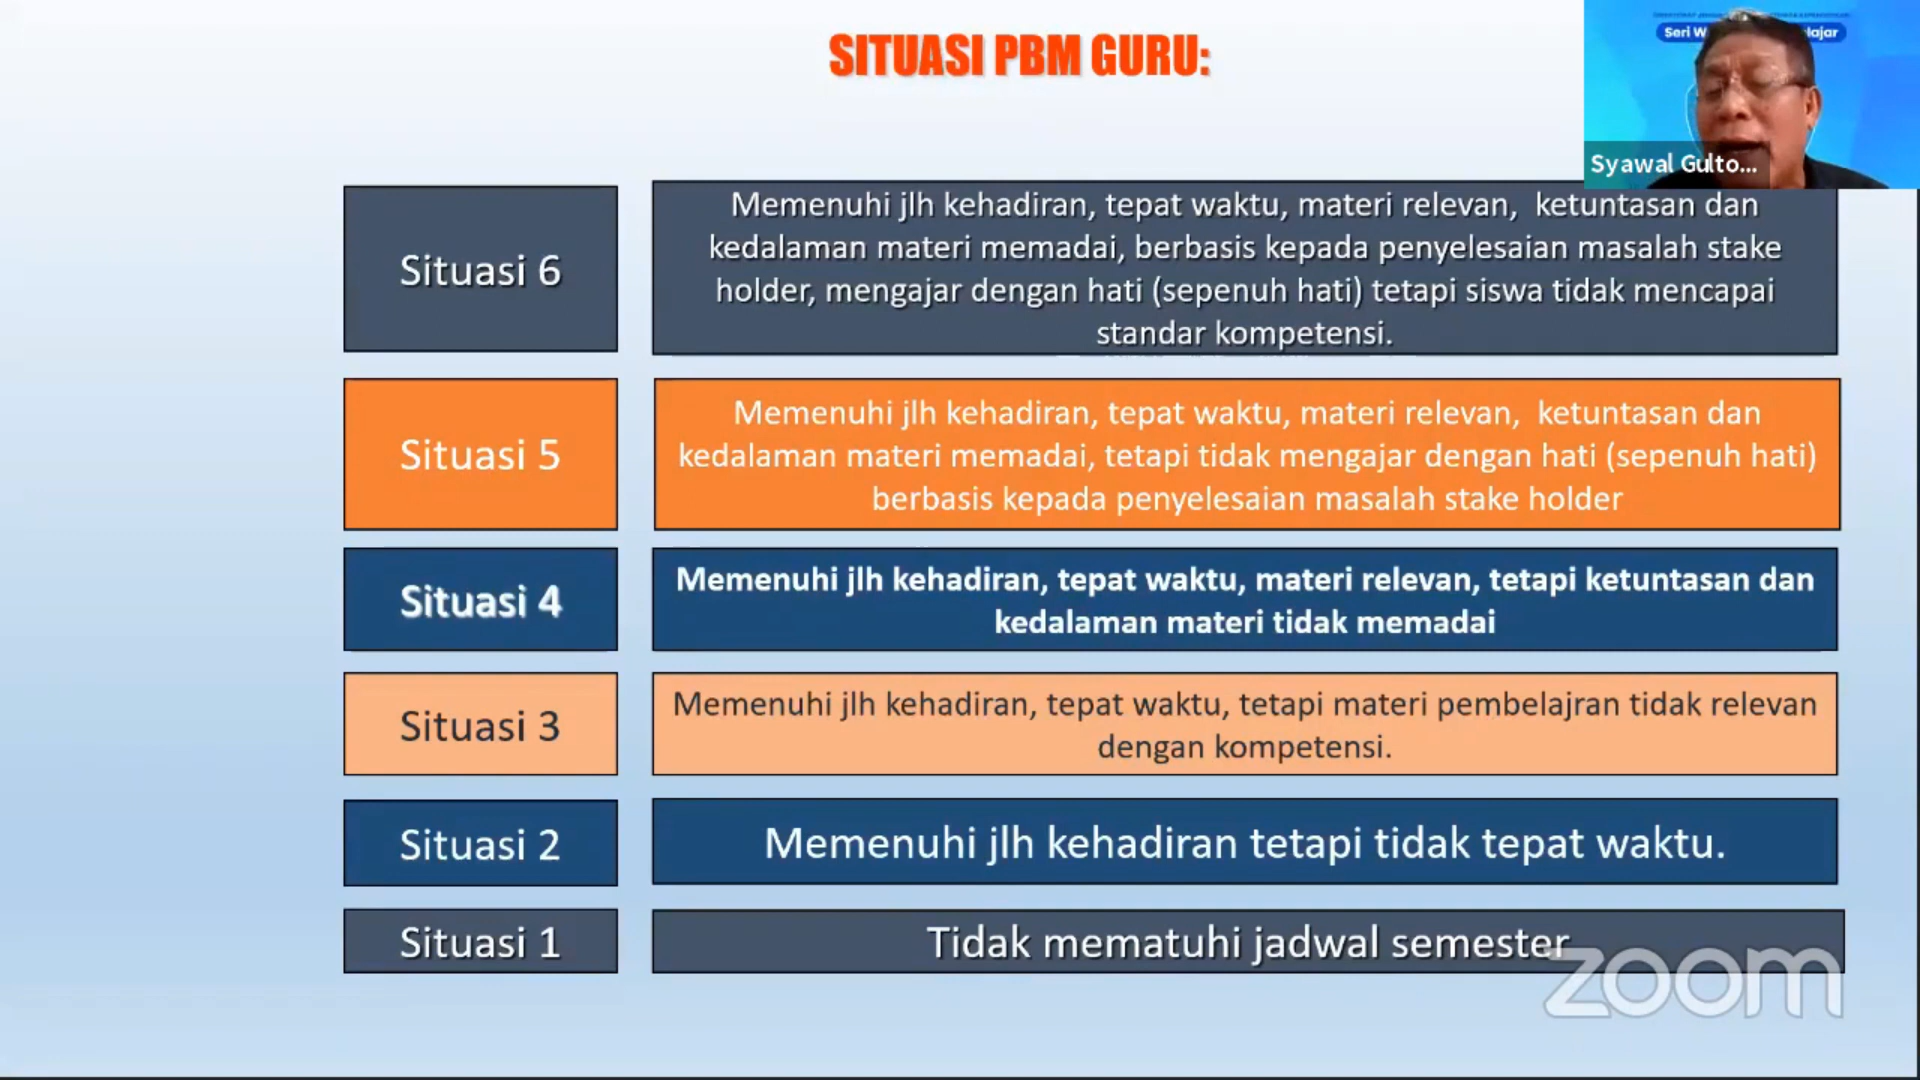 SITUASI PBM GURU:
Seri W
lajar
Syawal Gulto...
Situasi 6
Memenuhi jlh kehadiran, tepat waktu, materi relevan, ketuntasan dan
kedalaman materi memadai, berbasis kepada penyelesaian masalah stake
holder, mengajar dengan hati (sepenuh hati) tetapi siswa tidak mencapai
standar kompetensi.
Situasi 5
Memenuhi jlh kehadiran, tepat waktu, materi relevan, ketuntasan dan
kedalaman materi memadai, tetapi tidak mengajar dengan hati (sepenuh hati)
berbasis kepada penyelesaian masalah stake holder
Situasi 4
Memenuhi jlh kehadiran, tepat waktu, materi relevan, tetapi ketuntasan dan
kedalaman materi tidak memadai
Situasi 3
Memenuhi jlh kehadiran, tepat waktu, tetapi materi pembelajran tidak relevan
dengan kompetensi.
Situasi 2
Memenuhi jlh kehadiran tetapi tidak tepat waktu.
Situasi 1
Tidak mematuhi jadwal semester
zoom